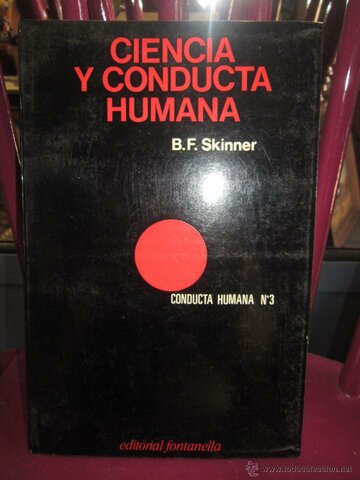 CIENCIA
Y CONDUCTA
HUMANA
B.F. Skinner
CONDUCTA HUMANA Nº3
editorial fontanella
www.todocoleccion.net